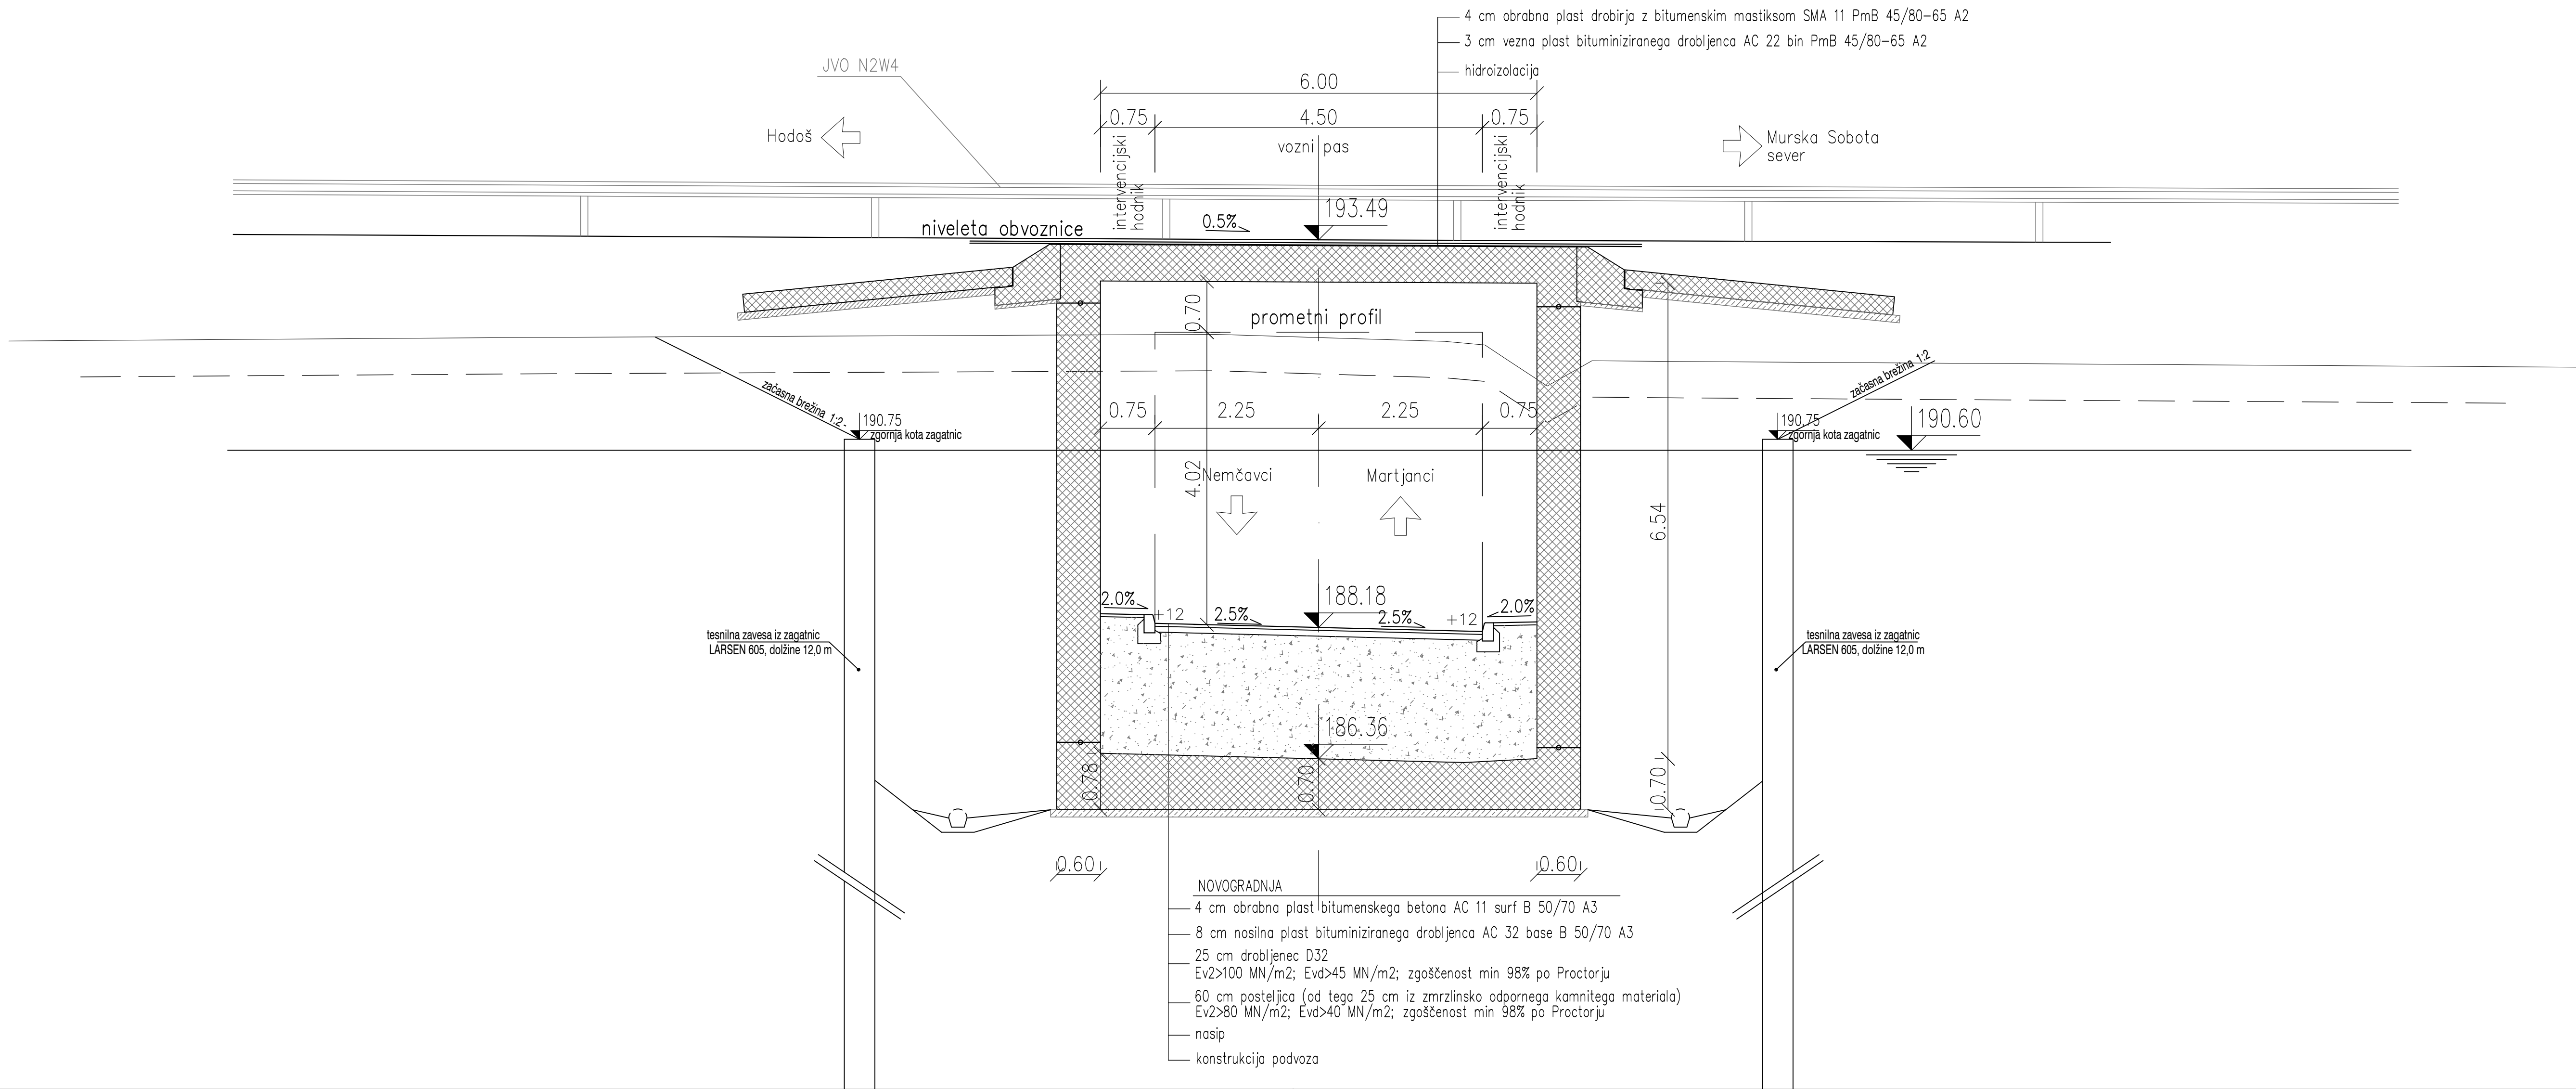 4 cm obrabna plast drobirja z bitumenskim mastiksom SMA 11 PmB 45/80-65 A2
3 cm vezna plast bituminiziranega drobljenca AC 22 bin PmB 45/80-65 A2
hidroizolacija
JVO N2W4
6.00
0.75
4.50
0.75
Hodoš
vozni pas
Murska Sobota
sever
intervencijski
hodnik
intervencijski
hodnik
193.49
0.5%
niveleta obvoznice
0.70
prometni profil
začasna brežina 1:2
začasna brežina 1:2
0.75
2.25
2.25
0.75
190.75
zgornja kota zagatnic
190.75
zgornja kota zagatnic
190.60
4.02
Nemčavci
Martjanci
6.54
2.0%
+12
2.5%
188.18
2.5%
+12
2.0%
tesnilna zavesa iz zagatnic
LARSEN 605, dolžine 12,0 m
tesnilna zavesa iz zagatnic
LARSEN 605, dolžine 12,0 m
186.36
0.78
0.70
0.70
0.60
0.60
NOVOGRADNJA
4 cm obrabna plast bitumenskega betona AC 11 surf B 50/70 A3
8 cm nosilna plast bituminiziranega drobljenca AC 32 base B 50/70 A3
25 cm drobljenec D32
Ev2>100 MN/m2; Evd>45 MN/m2; zgoščenost min 98% po Proctorju
60 cm posteljica (od tega 25 cm iz zmrzlinsko odpornega kamnitega materiala)
Ev2>80 MN/m2; Evd>40 MN/m2; zgoščenost min 98% po Proctorju
nasip
konstrukcija podvoza